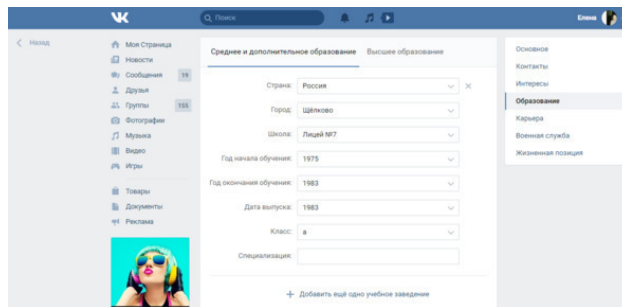 Поиск
Елена
Назад
Моя Страница
Новости
Сообщения 19
Друзья
Группы 155
Фотографии
Музыка
Видео
Игры
Товары
Документы
Реклама
Среднее и дополнительное образование Высшее образование
Страна: Россия
Город: Щёлково
Школа: Лицей №7
Год начала обучения: 1975
Год окончания обучения: 1983
Дата выпуска: 1983
Класс: а
Специализация:
+ Добавить ещё одно учебное заведение
Основное
Контакты
Интересы
Образование
Карьера
Военная служба
Жизненная позиция